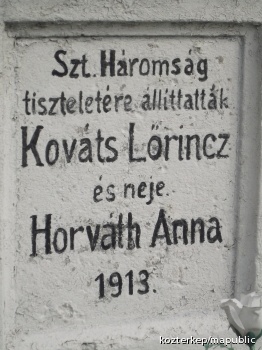 Szt. Háromság
tiszteletére állíttatták
Kováts Lőrincz
és neje.
Horváth Anna
1913.
kozterkep/mapublic